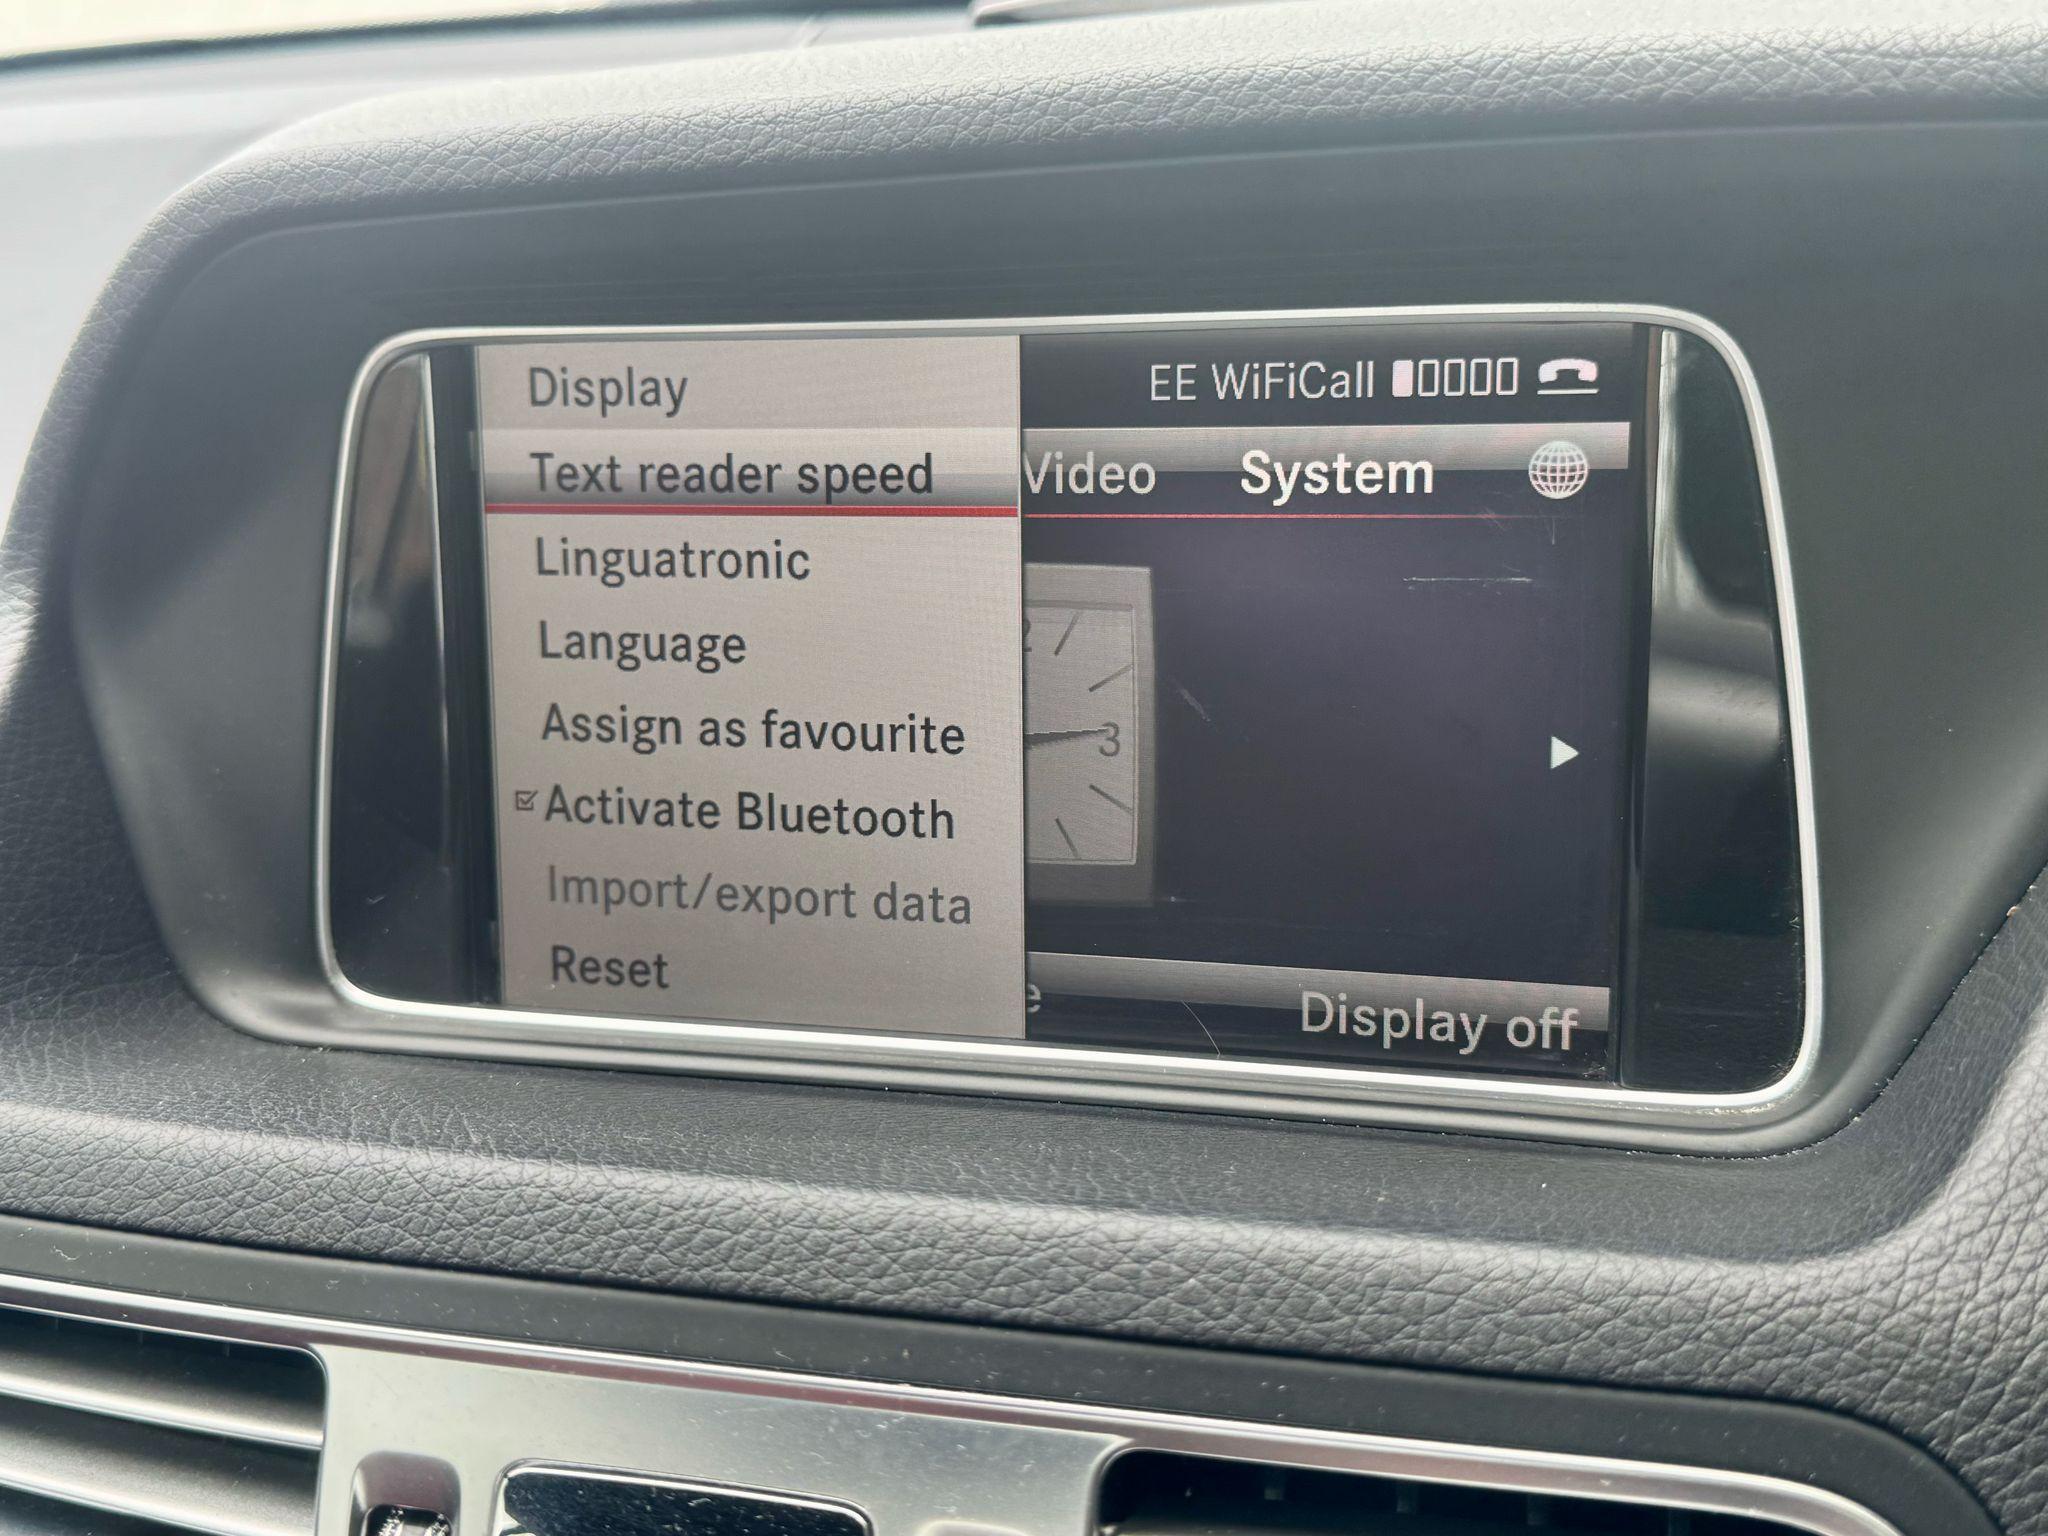 Display
Text reader speed
Linguatronic
Language
Assign as favourite
Activate Bluetooth
Import/export data
Reset
EE WiFiCall
Video System
3
Display off